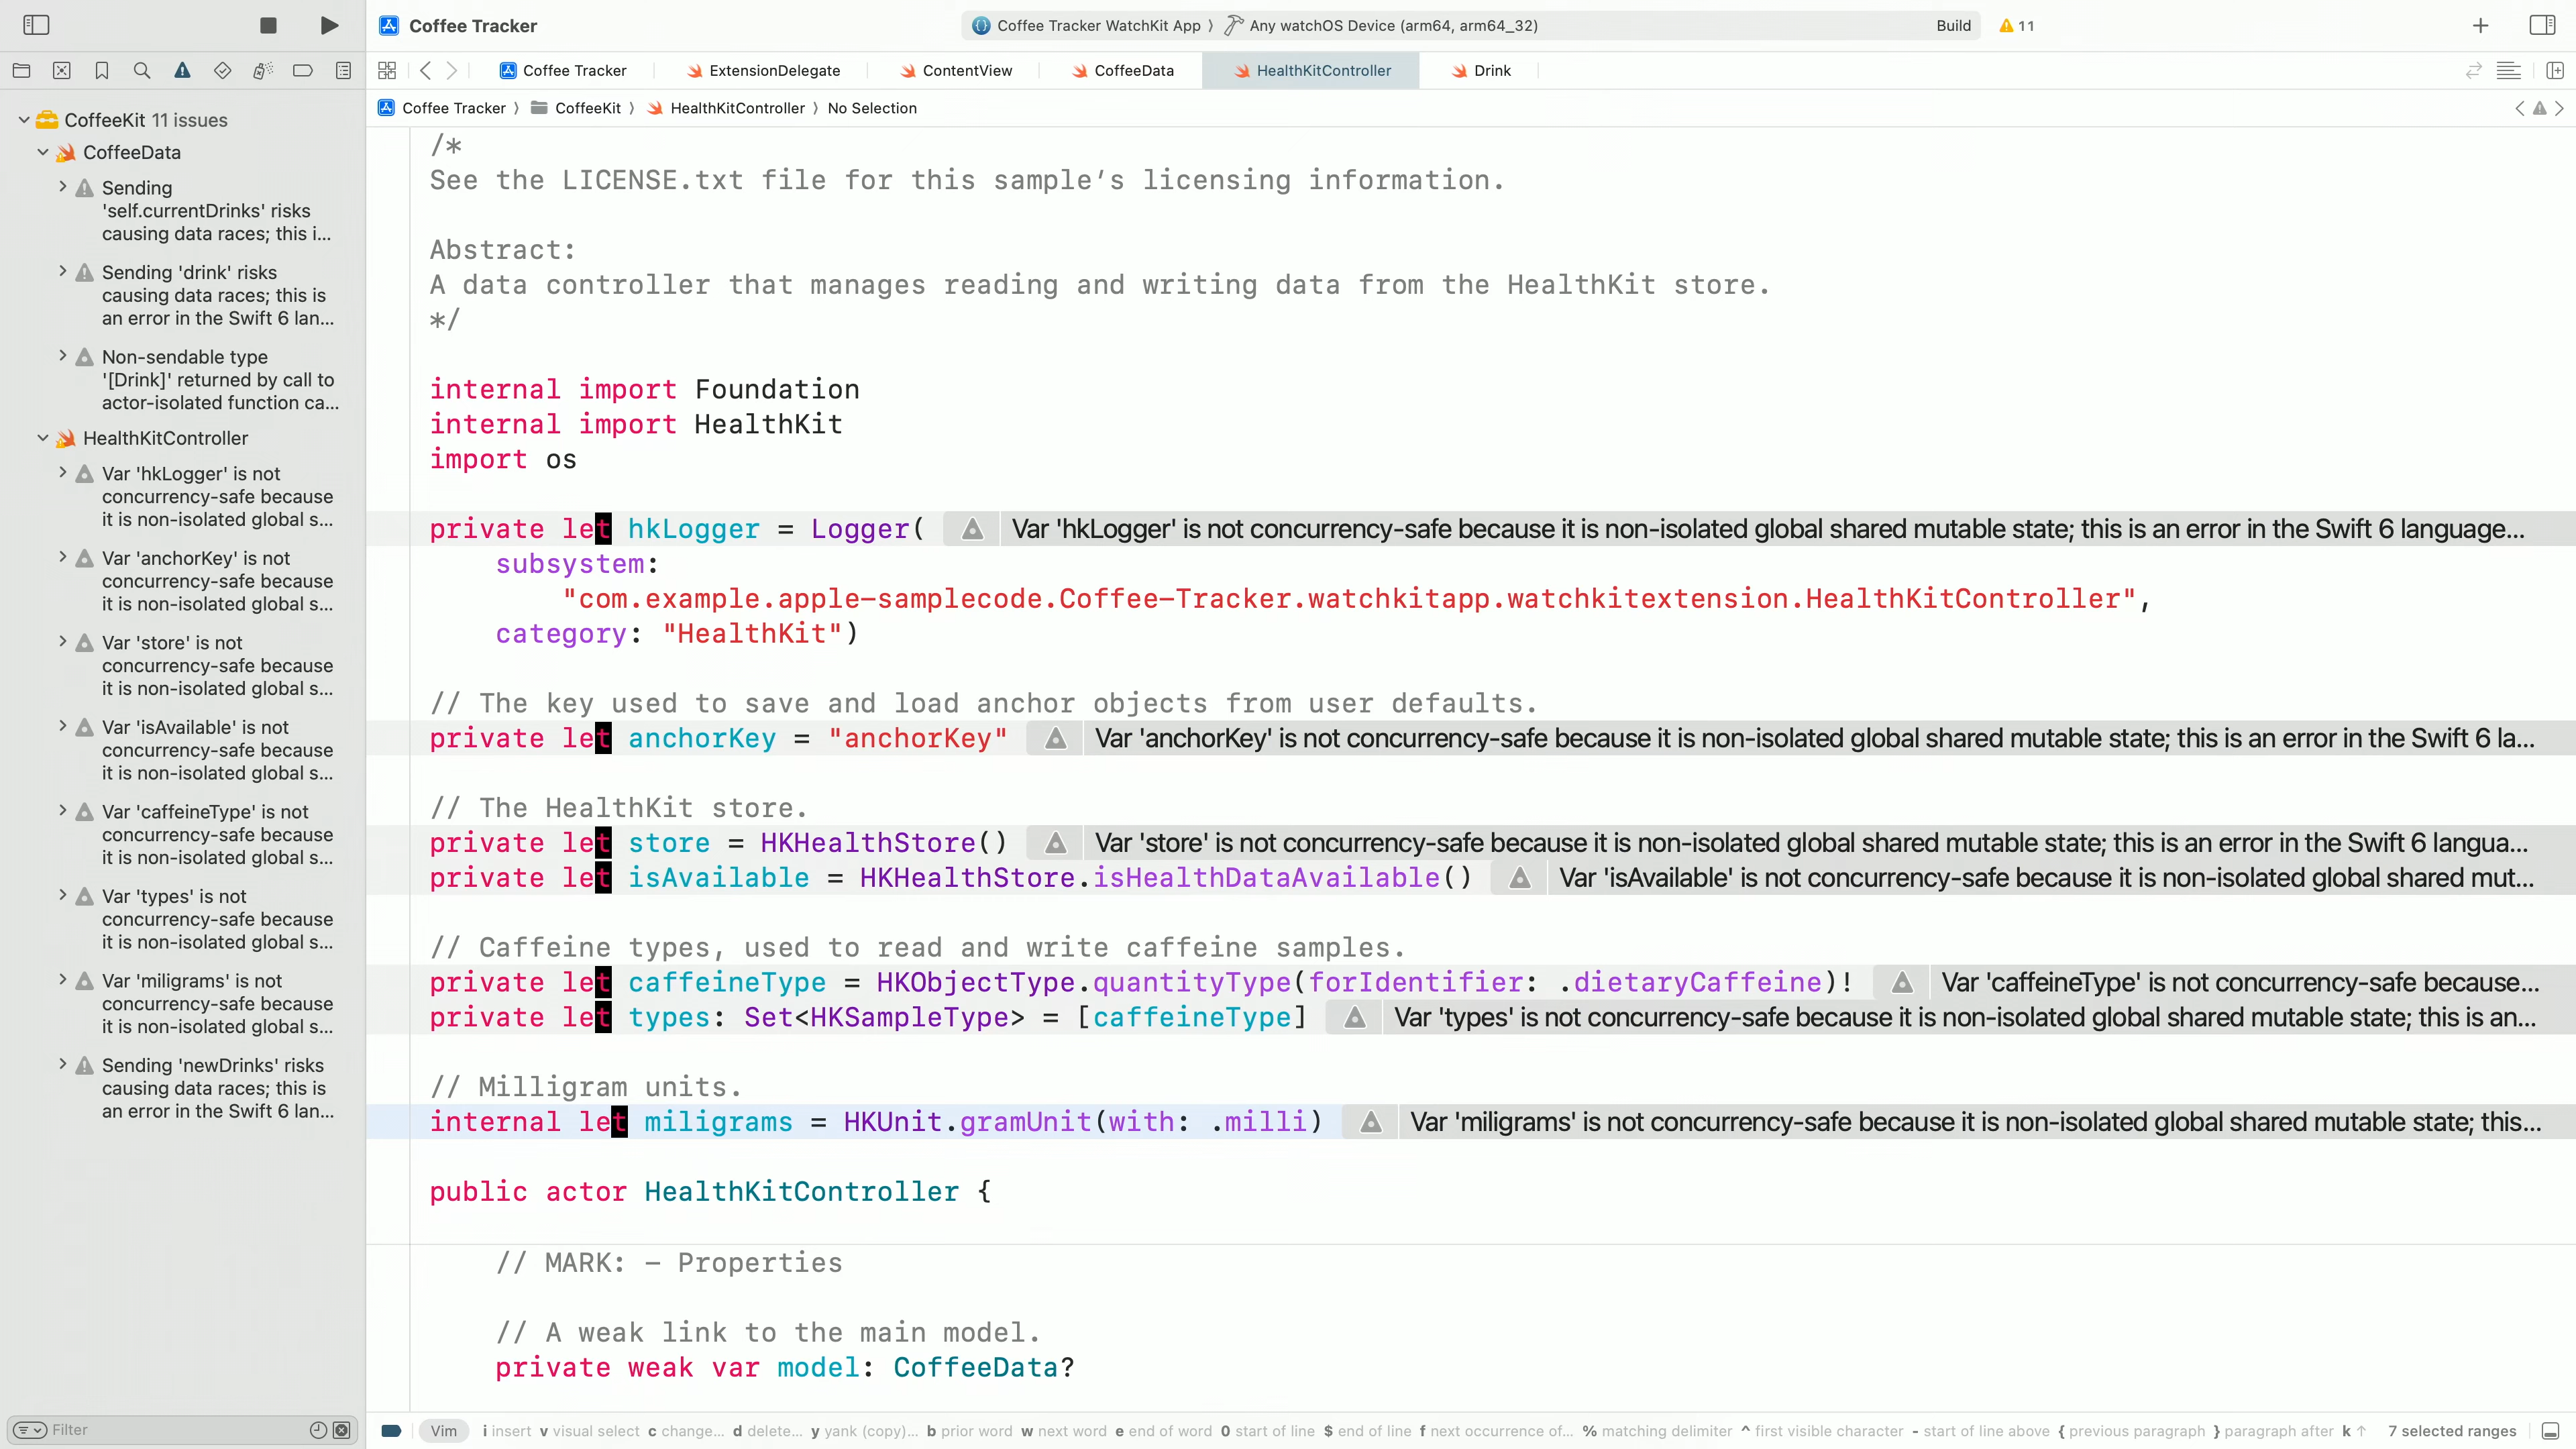 Coffee Tracker
Coffee Tracker WatchKit App 〉 Any watchOS Device (arm64, arm64_32)
Build
11
Coffee Tracker
ExtensionDelegate
ContentView
CoffeeData
HealthKitController
Drink
Coffee Tracker 〉 CoffeeKit 〉 HealthKitController 〉 No Selection
CoffeeKit 11 issues
CoffeeData
Sending
'self.currentDrinks' risks
causing data races; this i...
Sending 'drink' risks
causing data races; this is
an error in the Swift 6 lan...
Non-sendable type
'[Drink]' returned by call to
actor-isolated function ca...
HealthKitController
Var 'hkLogger' is not
concurrency-safe because
it is non-isolated global s...
Var 'anchorKey' is not
concurrency-safe because
it is non-isolated global s...
Var 'store' is not
concurrency-safe because
it is non-isolated global s...
Var 'isAvailable' is not
concurrency-safe because
it is non-isolated global s...
Var 'caffeineType' is not
concurrency-safe because
it is non-isolated global s...
Var 'types' is not
concurrency-safe because
it is non-isolated global s...
Var 'miligrams' is not
concurrency-safe because
it is non-isolated global s...
Sending 'newDrinks' risks
causing data races; this is
an error in the Swift 6 lan...
Filter
/*
See the LICENSE.txt file for this sample’s licensing information.
Abstract:
A data controller that manages reading and writing data from the HealthKit store.
*/
internal import Foundation
internal import HealthKit
import os
private let hkLogger = Logger( Var 'hkLogger' is not concurrency-safe because it is non-isolated global shared mutable state; this is an error in the Swift 6 language...
subsystem:
"com.example.apple-samplecode.Coffee-Tracker.watchkitapp.watchkitextension.HealthKitController",
category: "HealthKit")
// The key used to save and load anchor objects from user defaults.
private let anchorKey = "anchorKey" Var 'anchorKey' is not concurrency-safe because it is non-isolated global shared mutable state; this is an error in the Swift 6 la...
// The HealthKit store.
private let store = HKHealthStore() Var 'store' is not concurrency-safe because it is non-isolated global shared mutable state; this is an error in the Swift 6 langua...
private let isAvailable = HKHealthStore.isHealthDataAvailable() Var 'isAvailable' is not concurrency-safe because it is non-isolated global shared mut...
// Caffeine types, used to read and write caffeine samples.
private let caffeineType = HKObjectType.quantityType(forIdentifier: .dietaryCaffeine)! Var 'caffeineType' is not concurrency-safe because...
private let types: Set<HKSampleType> = [caffeineType] Var 'types' is not concurrency-safe because it is non-isolated global shared mutable state; this is an...
// Milligram units.
internal let miligrams = HKUnit.gramUnit(with: .milli) Var 'miligrams' is not concurrency-safe because it is non-isolated global shared mutable state; this...
public actor HealthKitController {
// MARK: – Properties
// A weak link to the main model.
private weak var model: CoffeeData?
Vim i insert v visual select c change... d delete... y yank (copy)... b prior word w next word e end of word 0 start of line $ end of line f next occurrence of... % matching delimiter ^ first visible character - start of line above { previous paragraph } paragraph after k ↑ 7 selected ranges